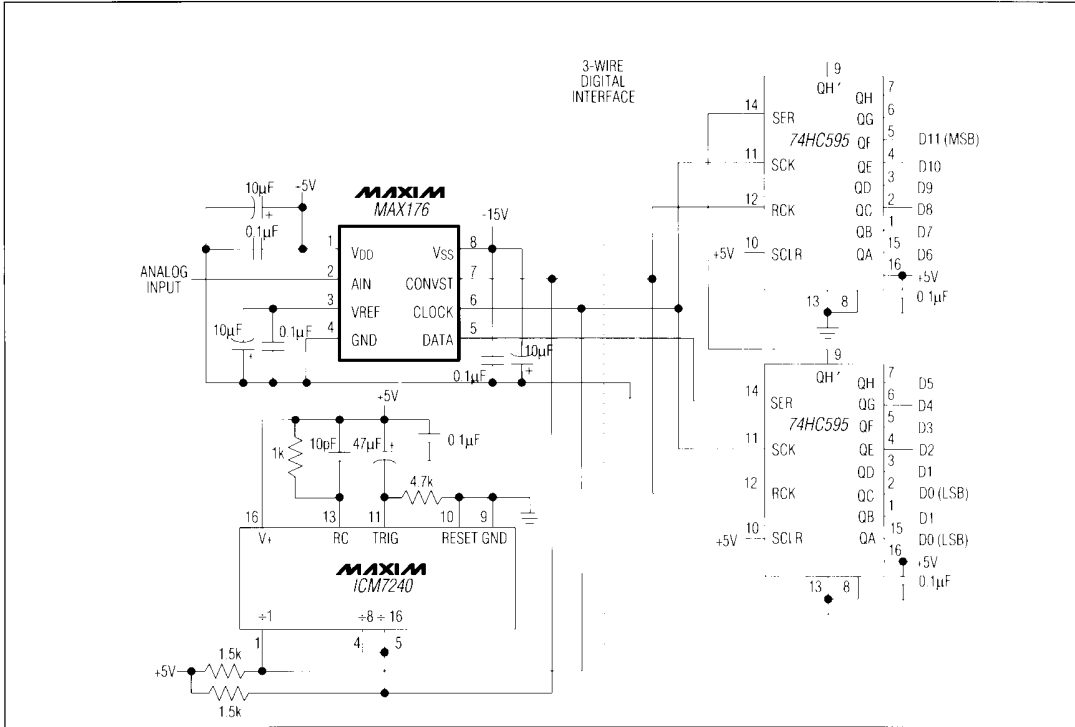 3-WIRE
DIGITAL
INTERFACE
9
QH'
QH 7
QG 6
14 SER
74HC595
QF 5 D11 (MSB)
11 SCK
QE 4 D10
QD 3 D9
12 RCK
QC 2 D8
QB 1 D7
+5V 10 SCLR
QA 15 D6
16 +5V
0.1µF
13 8
10µF
+
-5V
0.1µF
MAXIM
MAX176
-15V
1 VDD
VSS 8
ANALOG
INPUT
2 AIN
CONVST 7
3 VREF
CLOCK 6
4 GND
DATA 5
10µF
+
0.1µF
0.1µF
10µF
+
9
QH'
QH 7 D5
QG 6 D4
14 SER
74HC595
QF 5 D3
11 SCK
QE 4 D2
QD 3 D1
12 RCK
QC 2 D0 (LSB)
QB 1 D1
+5V 10 SCLR
QA 15 D0 (LSB)
16 +5V
0.1µF
13 8
+5V
1k
10pF
47µF
+
0.1µF
4.7k
16 13 11 10 9
V+ RC TRIG RESET GND
MAXIM
ICM7240
÷1 ÷8 ÷16
1 4 5
+5V
1.5k
1.5k